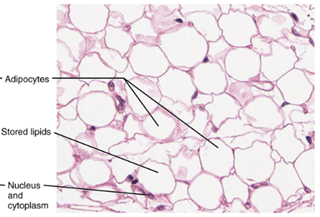 Adipocytes
Stored lipids
Nucleus
and
cytoplasm